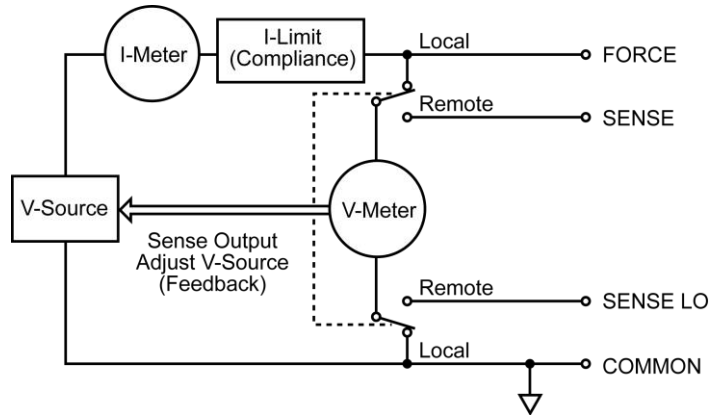 I-Meter
I-Limit
(Compliance)
Local
FORCE
Remote
SENSE
V-Source
V-Meter
Sense Output
Adjust V-Source
(Feedback)
Remote
SENSE LO
Local
COMMON